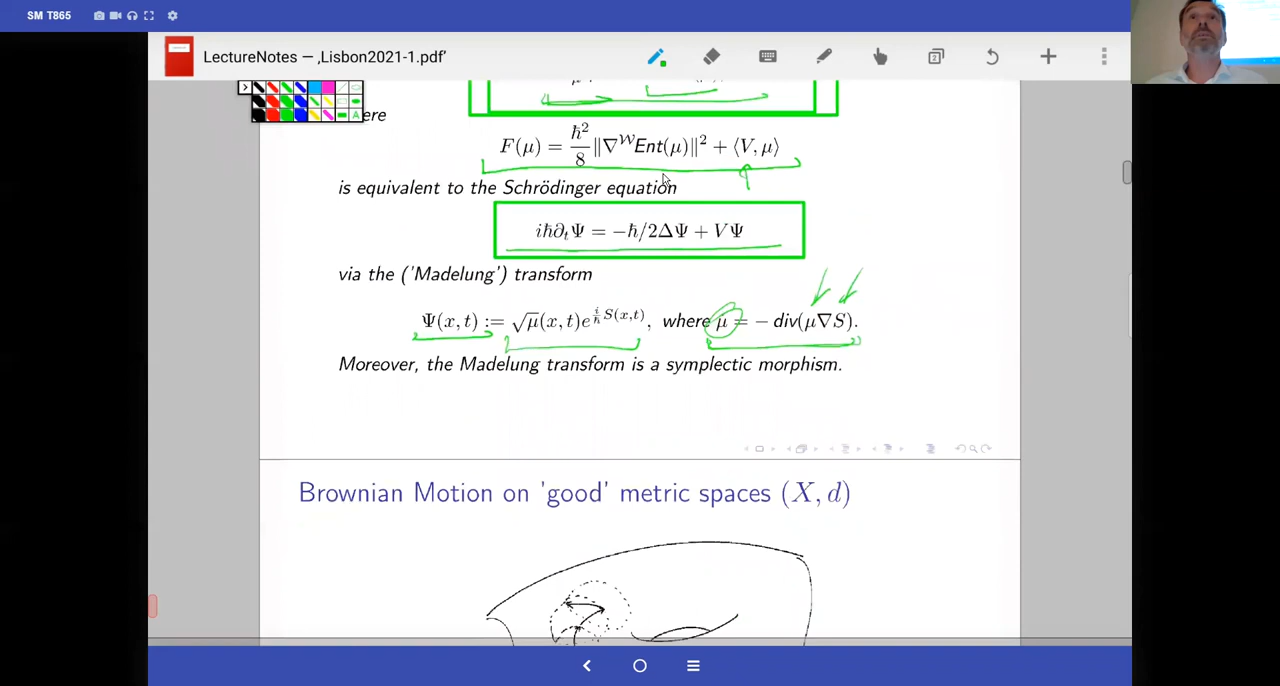 SM T865
LectureNotes — ‚Lisbon2021-1.pdf’
ere
F(μ) = ℏ²/8 ‖∇^𝒲 Ent(μ)‖² + ⟨V, μ⟩
is equivalent to the Schrödinger equation
iℏ∂ₜΨ = −ℏ/2ΔΨ + VΨ
via the ('Madelung') transform
Ψ(x, t) := √μ(x, t)e^{i/ℏ S(x,t)}, where μ = − div(μ∇S).
Moreover, the Madelung transform is a symplectic morphism.
Brownian Motion on 'good' metric spaces (X, d)